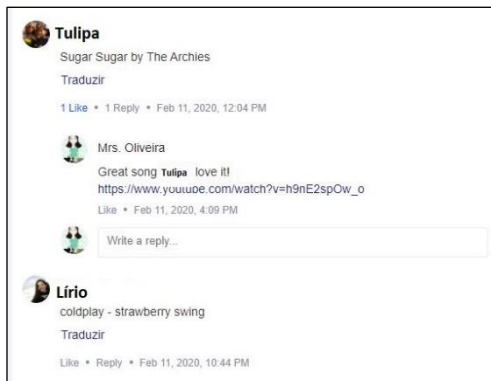 Tulipa
Sugar Sugar by The Archies
Traduzir
1 Like • 1 Reply • Feb 11, 2020, 12:04 PM
Mrs. Oliveira
Great song Tulipa love it!
https://www.youtube.com/watch?v=h9nE2spOw_o
Like • Feb 11, 2020, 4:09 PM
Write a reply...
Lírio
coldplay - strawberry swing
Traduzir
Like • Reply • Feb 11, 2020, 10:44 PM